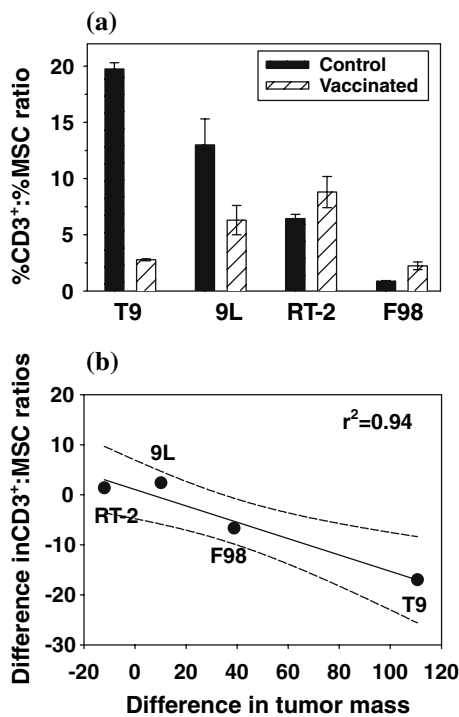 (a)
20
15
10
5
0
%CD3⁺:%MSC ratio
Control
Vaccinated
T9 9L RT-2 F98
(b)
20
10
0
-10
-20
-30
Difference inCD3⁺:MSC ratios
r²=0.94
9L
RT-2
F98
T9
-20 0 20 40 60 80 100 120
Difference in tumor mass